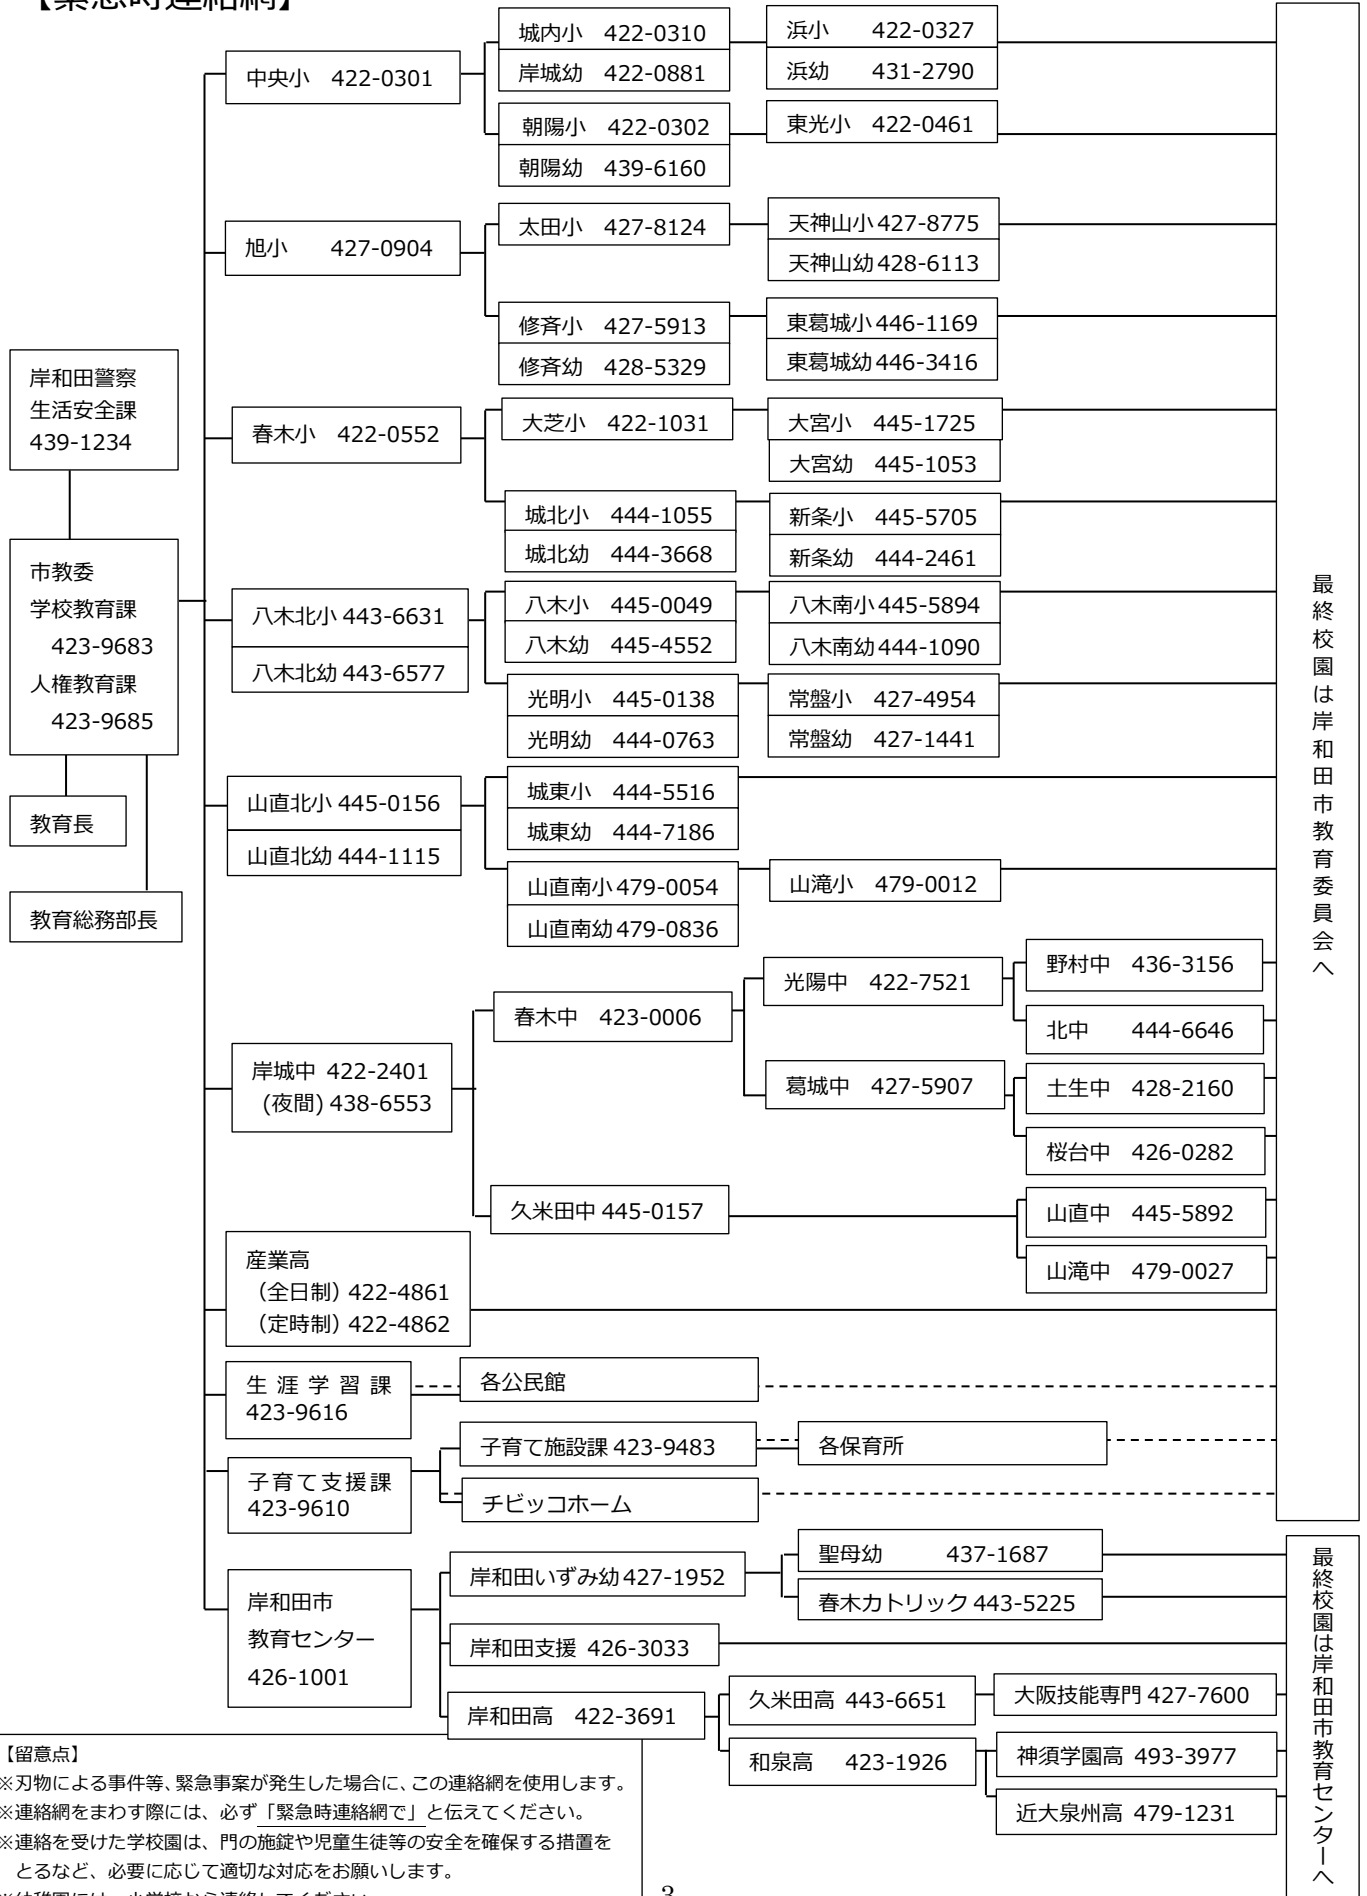 【緊急時連絡網】
岸和田警察
生活安全課
439-1234
市教委
学校教育課
423-9683
人権教育課
423-9685
教育長
教育総務部長
中央小 422-0301
城内小 422-0310
岸城幼 422-0881
浜小 422-0327
浜幼 431-2790
朝陽小 422-0302
朝陽幼 439-6160
東光小 422-0461
旭小 427-0904
太田小 427-8124
天神山小 427-8775
天神山幼 428-6113
修斉小 427-5913
修斉幼 428-5329
東葛城小 446-1169
東葛城幼 446-3416
春木小 422-0552
大芝小 422-1031
大宮小 445-1725
大宮幼 445-1053
城北小 444-1055
城北幼 444-3668
新条小 445-5705
新条幼 444-2461
八木北小 443-6631
八木北幼 443-6577
八木小 445-0049
八木幼 445-4552
八木南小 445-5894
八木南幼 444-1090
光明小 445-0138
光明幼 444-0763
常盤小 427-4954
常盤幼 427-1441
山直北小 445-0156
山直北幼 444-1115
城東小 444-5516
城東幼 444-7186
山直南小 479-0054
山直南幼 479-0836
山滝小 479-0012
岸城中 422-2401
(夜間) 438-6553
春木中 423-0006
光陽中 422-7521
野村中 436-3156
北中 444-6646
葛城中 427-5907
土生中 428-2160
桜台中 426-0282
久米田中 445-0157
山直中 445-5892
山滝中 479-0027
産業高
（全日制）422-4861
（定時制）422-4862
生涯学習課
423-9616
各公民館
子育て支援課
423-9610
子育て施設課 423-9483
各保育所
チビッコホーム
最終校園は岸和田市教育委員会へ
岸和田市
教育センター
426-1001
岸和田いずみ幼 427-1952
聖母幼 437-1687
春木カトリック 443-5225
岸和田支援 426-3033
岸和田高 422-3691
久米田高 443-6651
大阪技能専門 427-7600
和泉高 423-1926
神須学園高 493-3977
近大泉州高 479-1231
最終校園は岸和田市教育センターへ
【留意点】
※刃物による事件等、緊急事案が発生した場合に、この連絡網を使用します。
※連絡網をまわす際には、必ず「緊急時連絡網で」と伝えてください。
※連絡を受けた学校園は、門の施錠や児童生徒等の安全を確保する措置を
とるなど、必要に応じて適切な対応をお願いします。
※幼稚園には、小学校から連絡してください。
3